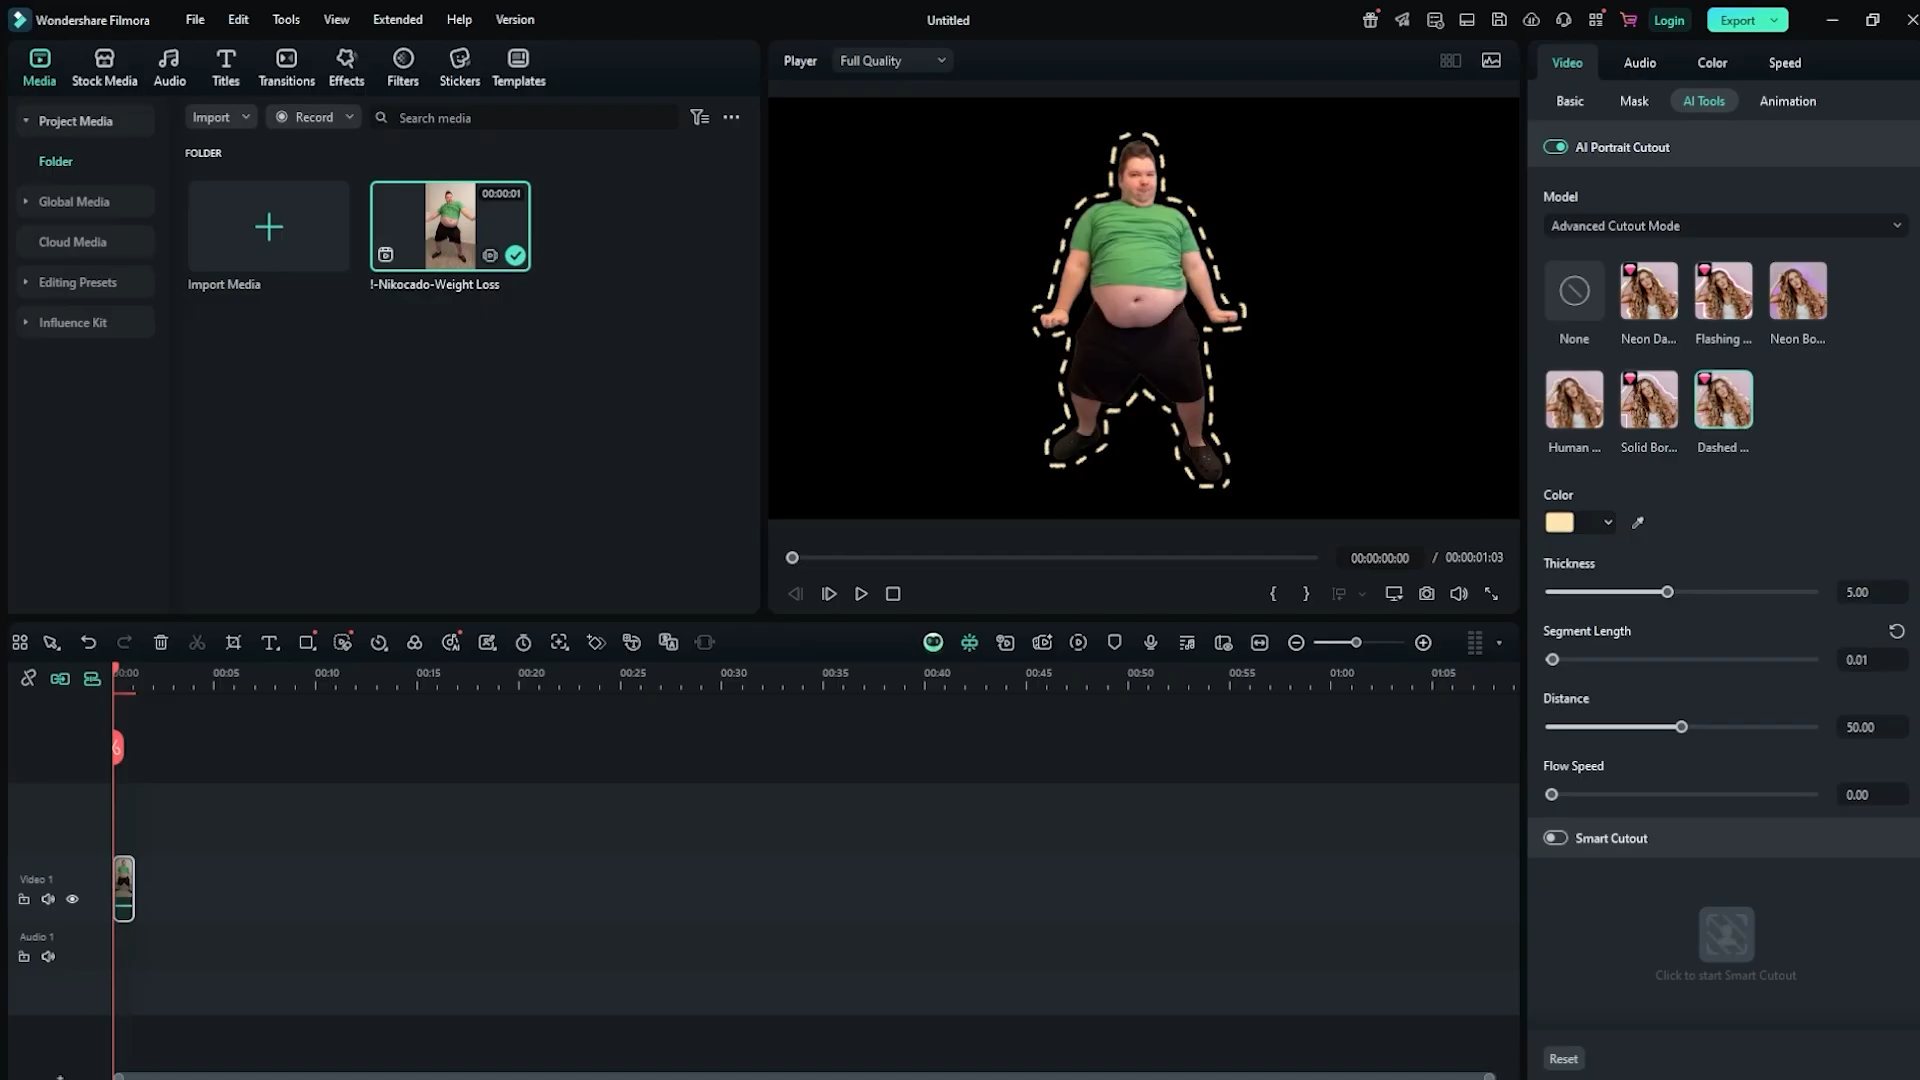 Wondershare Filmora
File
Edit
Tools
View
Extended
Help
Version
Untitled
Login
Export
Media
Stock Media
Audio
Titles
Transitions
Effects
Filters
Stickers
Templates
Project Media
Folder
Global Media
Cloud Media
Editing Presets
Influence Kit
Import
Record
Search media
FOLDER
Import Media
00:00:01
!-Nikocado-Weight Loss
Player
Full Quality
00:00:00:00 / 00:00:01:03
Video
Audio
Color
Speed
Basic
Mask
AI Tools
Animation
AI Portrait Cutout
Model
Advanced Cutout Mode
None
Neon Da...
Flashing ...
Neon Bo...
Human ...
Solid Bor...
Dashed ...
Color
Thickness
5.00
Segment Length
0.01
Distance
50.00
Flow Speed
0.00
Smart Cutout
Click to start Smart Cutout
Reset
00:00
00:05
00:10
00:15
00:20
00:25
00:30
00:35
00:40
00:45
00:50
00:55
01:00
01:05
Video 1
Audio 1